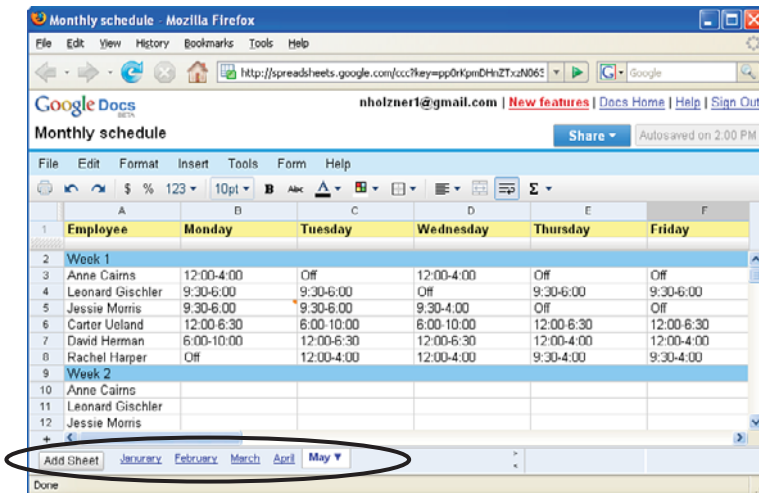 Monthly schedule - Mozilla Firefox
File Edit View History Bookmarks Tools Help
http://spreadsheets.google.com/ccc?key=pp0rKpmDHnZTxzN063 G Google
Google Docs BETA nholzner1@gmail.com | New features | Docs Home | Help | Sign Out
Monthly schedule Share Autosaved on 2:00 PM
File Edit Format Insert Tools Form Help
$ % 123 10pt B Abc A Σ
A B C D E F
1 Employee Monday Tuesday Wednesday Thursday Friday
2 Week 1
3 Anne Cairns 12:00-4:00 Off 12:00-4:00 Off Off
4 Leonard Gischler 9:30-6:00 9:30-6:00 Off 9:30-6:00 9:30-6:00
5 Jessie Morris 9:30-6:00 9:30-6:00 9:30-4:00 Off Off
6 Carter Ueland 12:00-6:30 6:00-10:00 6:00-10:00 12:00-6:30 12:00-6:30
7 David Herman 6:00-10:00 12:00-6:30 12:00-6:30 12:00-4:00 12:00-4:00
8 Rachel Harper Off 12:00-4:00 12:00-4:00 9:30-4:00 9:30-4:00
9 Week 2
10 Anne Cairns
11 Leonard Gischler
12 Jessie Morris
+
Add Sheet Janurary February March April May
Done